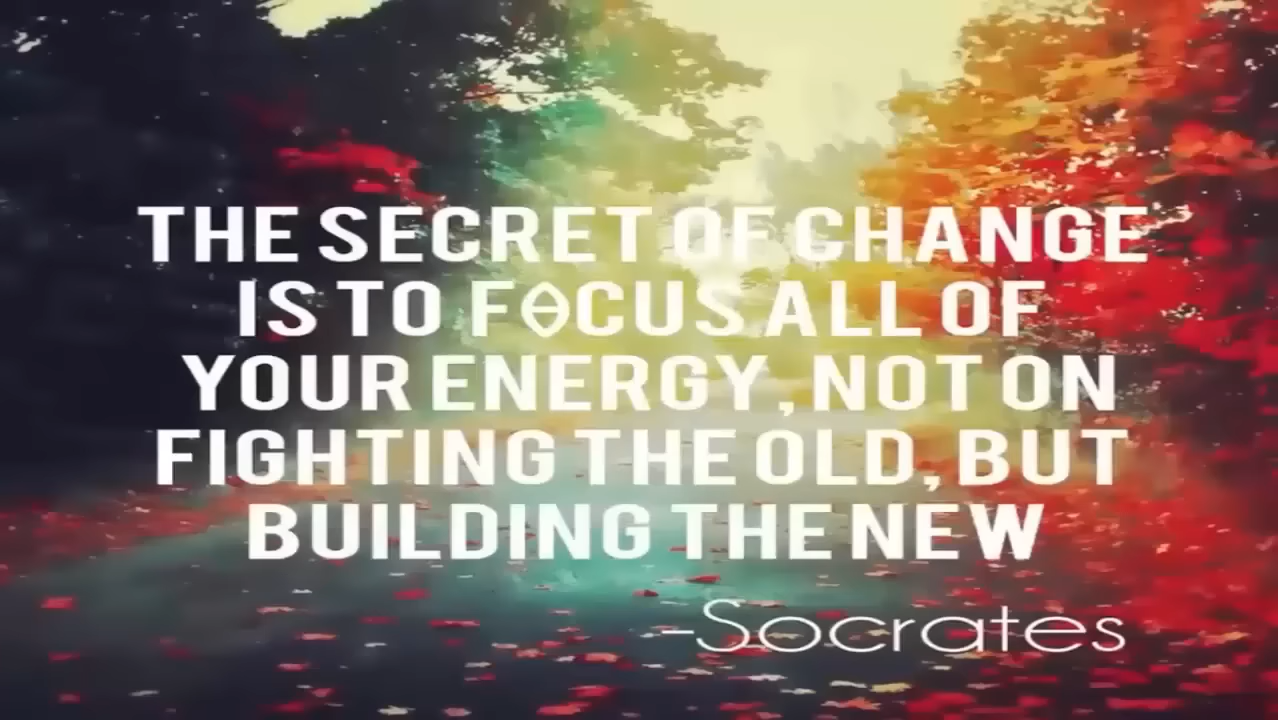 THE SECRET OF CHANGE
IS TO FOCUS ALL OF
YOUR ENERGY, NOT ON
FIGHTING THE OLD, BUT
BUILDING THE NEW
-Socrates